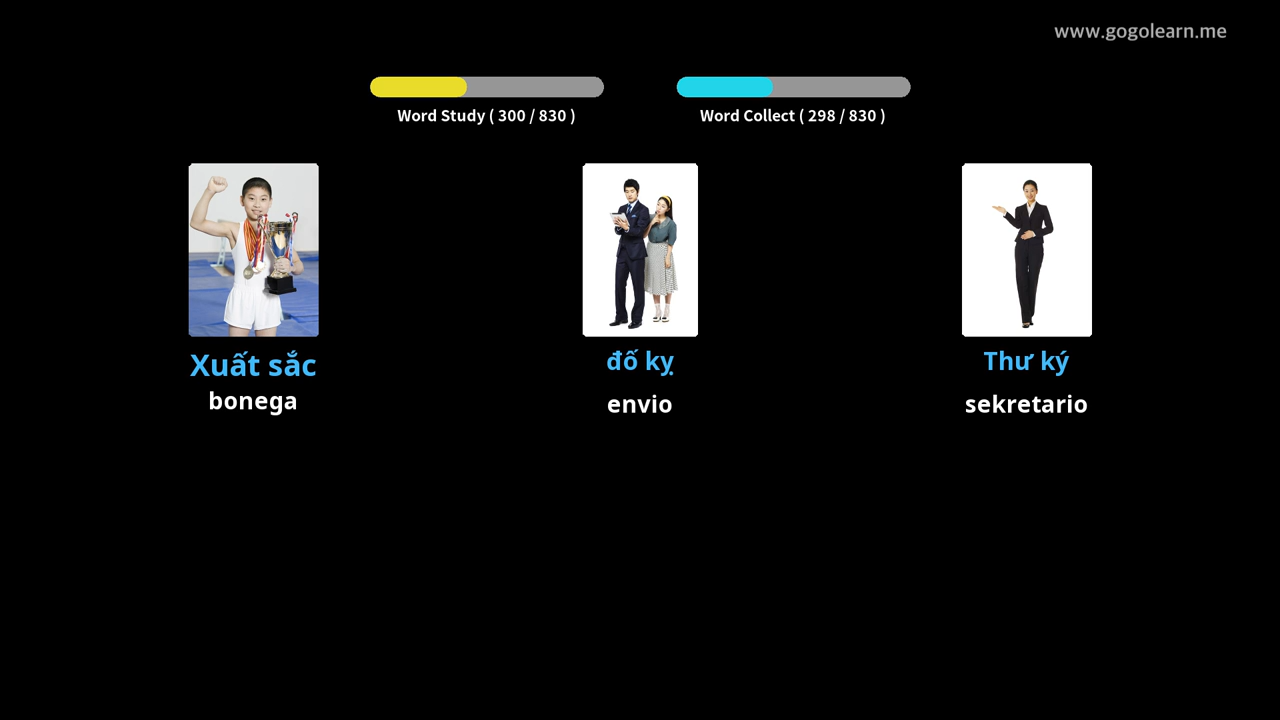 www.gogolearn.me
Word Study ( 300 / 830 )
Word Collect ( 298 / 830 )
Xuất sắc
bonega
đố kỵ
envio
Thư ký
sekretario